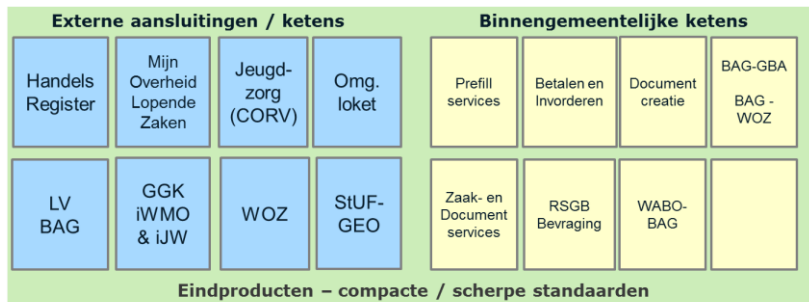 Externe aansluitingen / ketens
Binnengemeentelijke ketens
Handels
Register
Mijn
Overheid
Lopende
Zaken
Jeugd-
zorg
(CORV)
Omg.
loket
Prefill
services
Betalen en
Invorderen
Document
creatie
BAG-GBA
BAG -
WOZ
LV
BAG
GGK
iWMO
& iJW
WOZ
StUF-
GEO
Zaak- en
Document
services
RSGB
Bevraging
WABO-
BAG
Eindproducten – compacte / scherpe standaarden